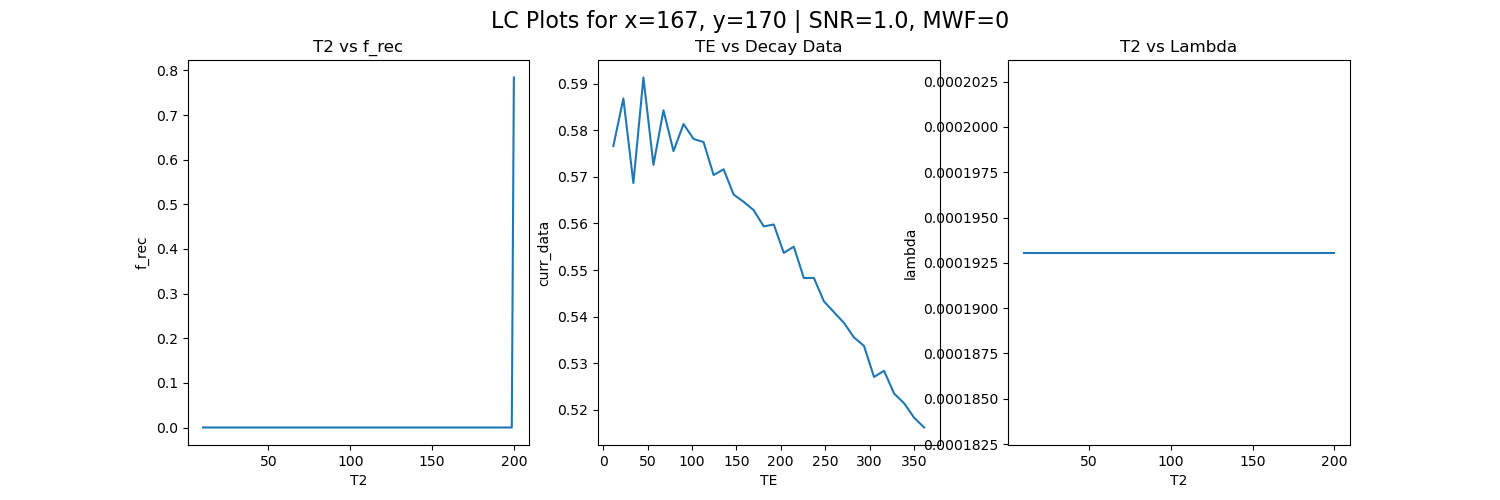 LC Plots for x=167, y=170 | SNR=1.0, MWF=0
T2 vs f_rec
0.8
0.7
0.6
0.5
0.4
0.3
0.2
0.1
0.0
f_rec
50 100 150 200
T2
TE vs Decay Data
0.59
0.58
0.57
0.56
0.55
0.54
0.53
0.52
curr_data
0 50 100 150 200 250 300 350
TE
T2 vs Lambda
0.0002025
0.0002000
0.0001975
0.0001950
0.0001925
0.0001900
0.0001875
0.0001850
0.0001825
lambda
50 100 150 200
T2